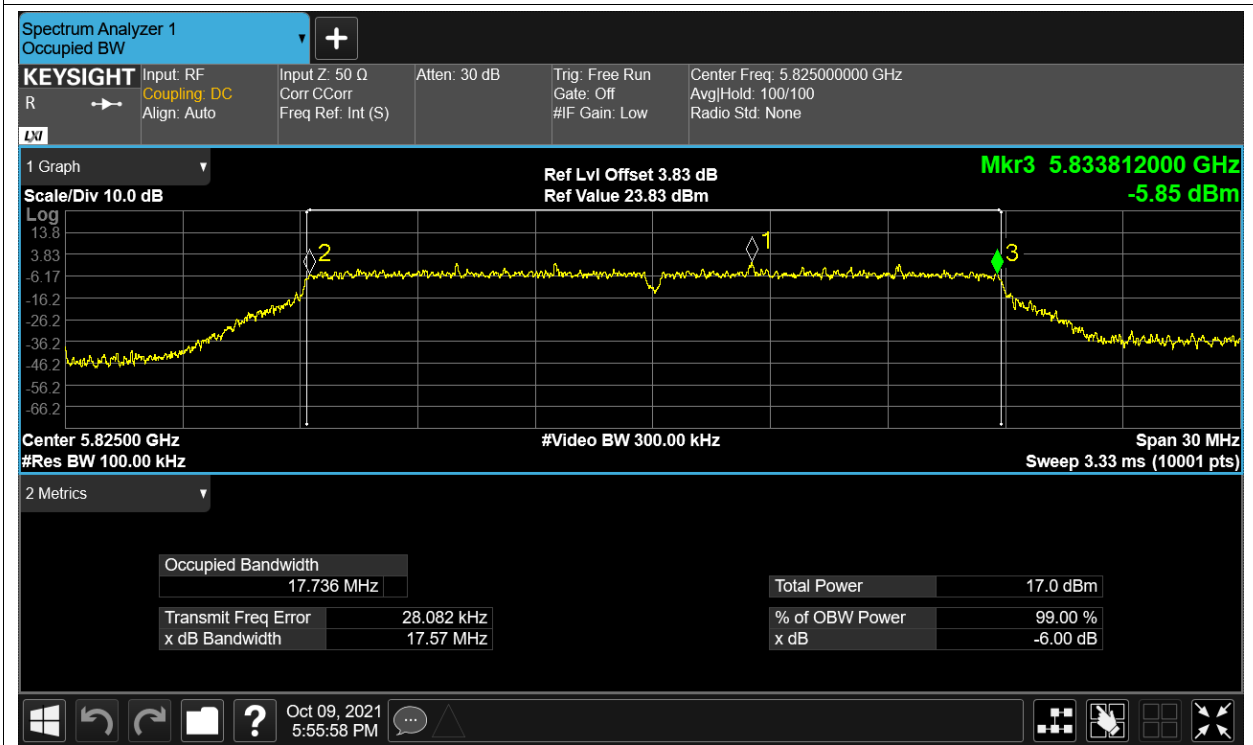 Spectrum Analyzer 1
Occupied BW
KEYSIGHT
R
LXI
Input: RF
Coupling: DC
Align: Auto
Input Z: 50 Ω
Corr CCorr
Freq Ref: Int (S)
Atten: 30 dB
Trig: Free Run
Gate: Off
#IF Gain: Low
Center Freq: 5.825000000 GHz
Avg|Hold: 100/100
Radio Std: None
1 Graph
Scale/Div 10.0 dB
Ref Lvl Offset 3.83 dB
Ref Value 23.83 dBm
Mkr3 5.833812000 GHz
-5.85 dBm
Log
13.8
3.83
-6.17
-16.2
-26.2
-36.2
-46.2
-56.2
-66.2
2
1
3
Center 5.82500 GHz
#Video BW 300.00 kHz
Span 30 MHz
#Res BW 100.00 kHz
Sweep 3.33 ms (10001 pts)
2 Metrics
Occupied Bandwidth
17.736 MHz
Total Power 17.0 dBm
Transmit Freq Error 28.082 kHz
% of OBW Power 99.00 %
x dB Bandwidth 17.57 MHz
x dB -6.00 dB
?
Oct 09, 2021
5:55:58 PM